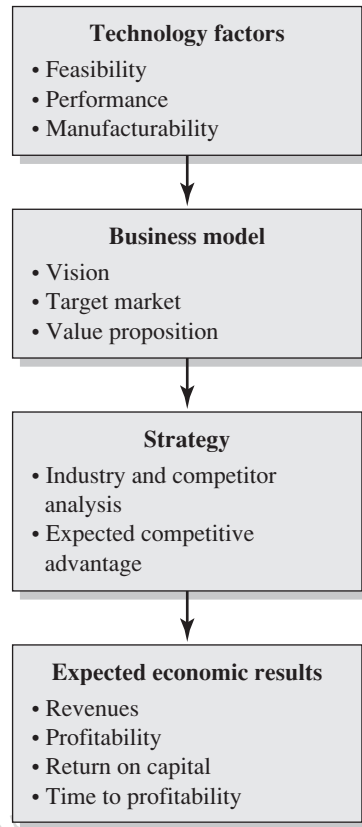 Technology factors
• Feasibility
• Performance
• Manufacturability
Business model
• Vision
• Target market
• Value proposition
Strategy
• Industry and competitor
analysis
• Expected competitive
advantage
Expected economic results
• Revenues
• Profitability
• Return on capital
• Time to profitability